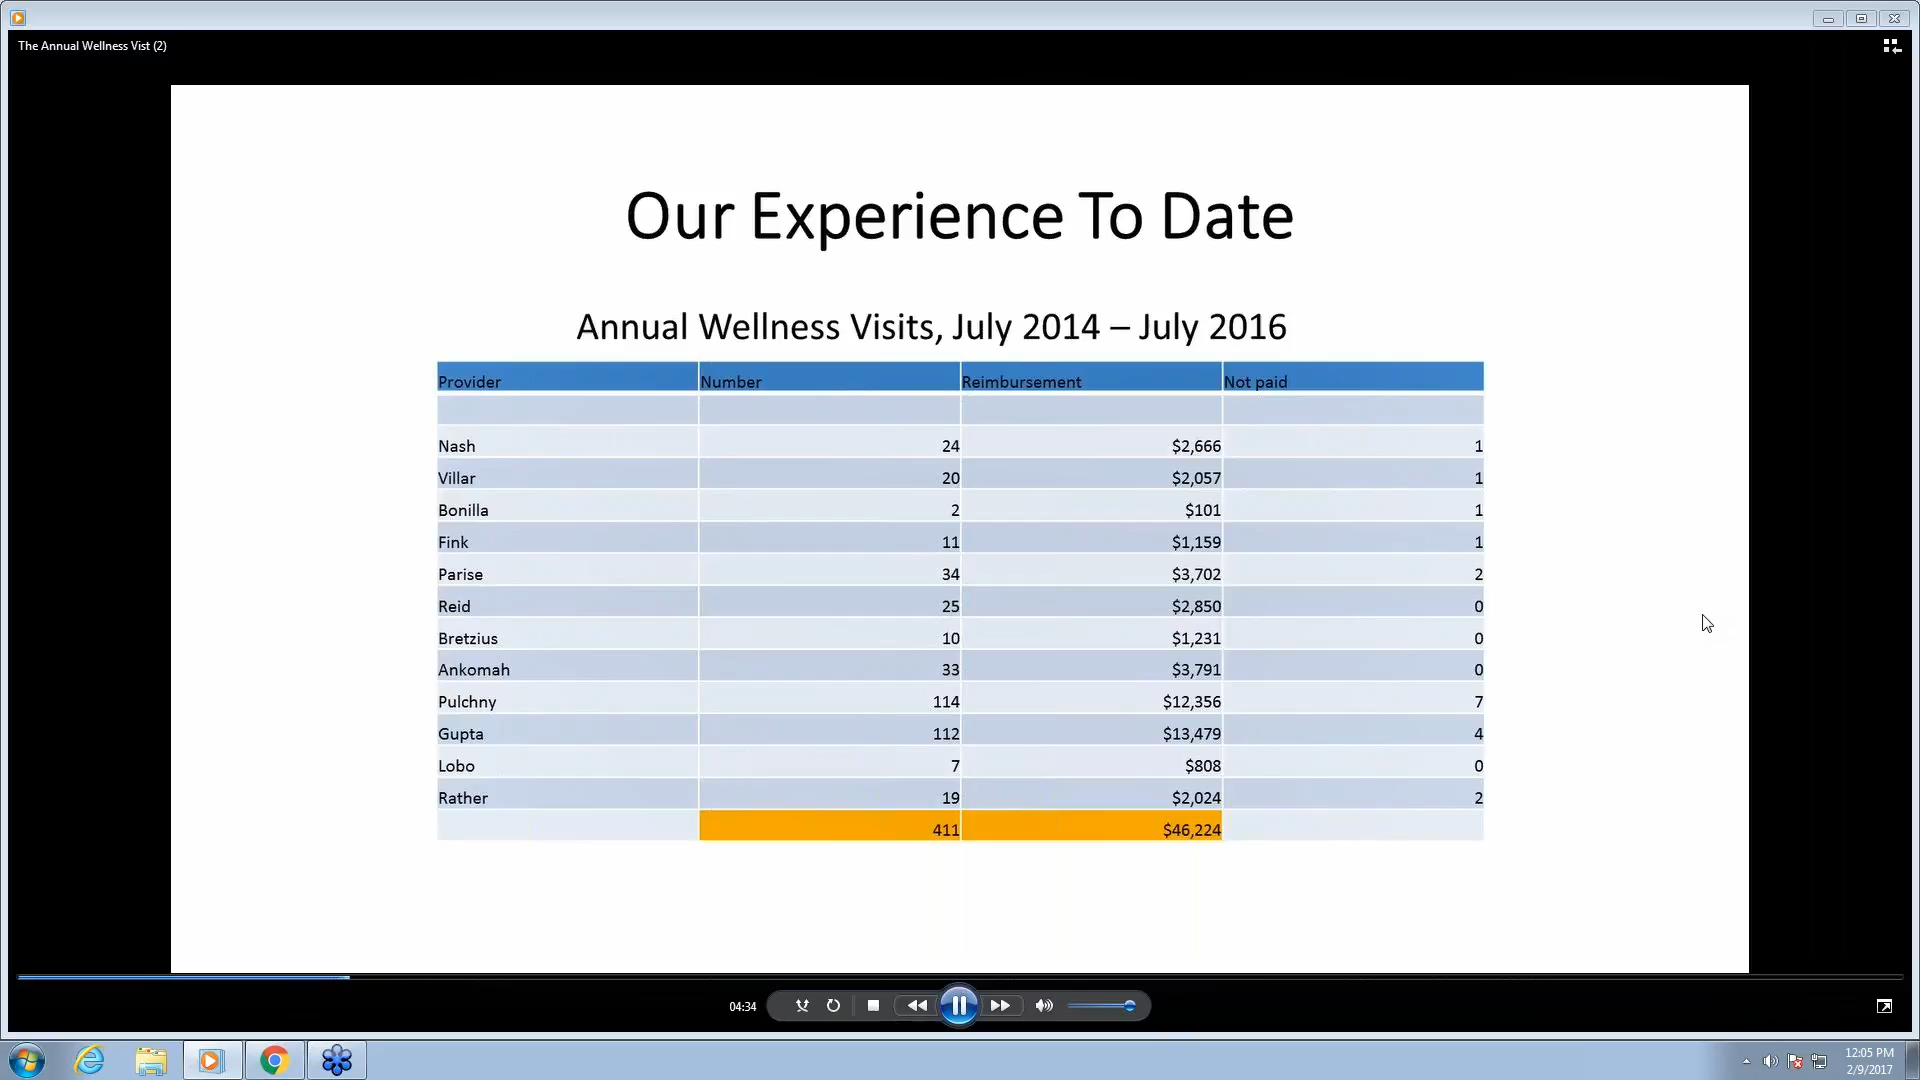 The Annual Wellness Vist (2)
Our Experience To Date
Annual Wellness Visits, July 2014 – July 2016
Provider Number Reimbursement Not paid
Nash 24 $2,666 1
Villar 20 $2,057 1
Bonilla 2 $101 1
Fink 11 $1,159 1
Parise 34 $3,702 2
Reid 25 $2,850 0
Bretzius 10 $1,231 0
Ankomah 33 $3,791 0
Pulchny 114 $12,356 7
Gupta 112 $13,479 4
Lobo 7 $808 0
Rather 19 $2,024 2
411 $46,224
04:34
12:05 PM
2/9/2017